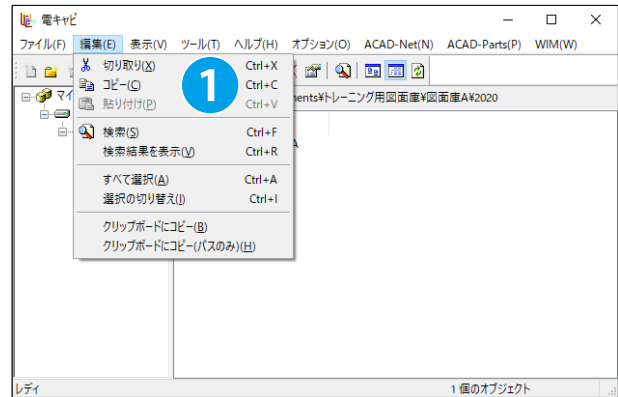 電キャビ
ファイル(F) 編集(E) 表示(V) ツール(T) ヘルプ(H) オプション(O) ACAD-Net(N) ACAD-Parts(P) WIM(W)
切り取り(X) Ctrl+X
コピー(C) Ctrl+C
貼り付け(P) Ctrl+V
1
マイ
ments¥トレーニング用図面庫¥図面庫A¥2020
検索(S) Ctrl+F
検索結果を表示(V) Ctrl+R
A
すべて選択(A) Ctrl+A
選択の切り替え(I) Ctrl+I
クリップボードにコピー(B)
クリップボードにコピー(パスのみ)(H)
レディ 1 個のオブジェクト